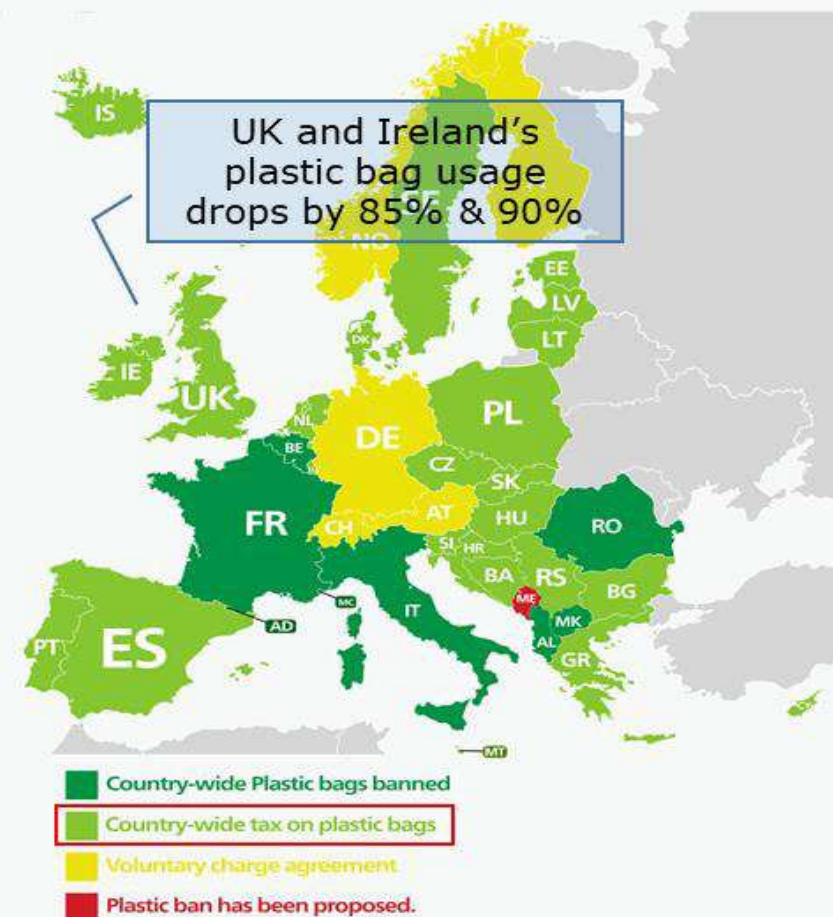 IS
UK and Ireland’s
plastic bag usage
drops by 85% & 90%
SE
NO
EE
LV
LT
DK
IE
UK
NL
BE
DE
PL
CZ
SK
FR
CH
AT
HU
RO
SI
HR
BA
RS
BG
MC
IT
ME
MK
AL
AD
PT
ES
GR
MT
Country-wide Plastic bags banned
Country-wide tax on plastic bags
Voluntary charge agreement
Plastic ban has been proposed.